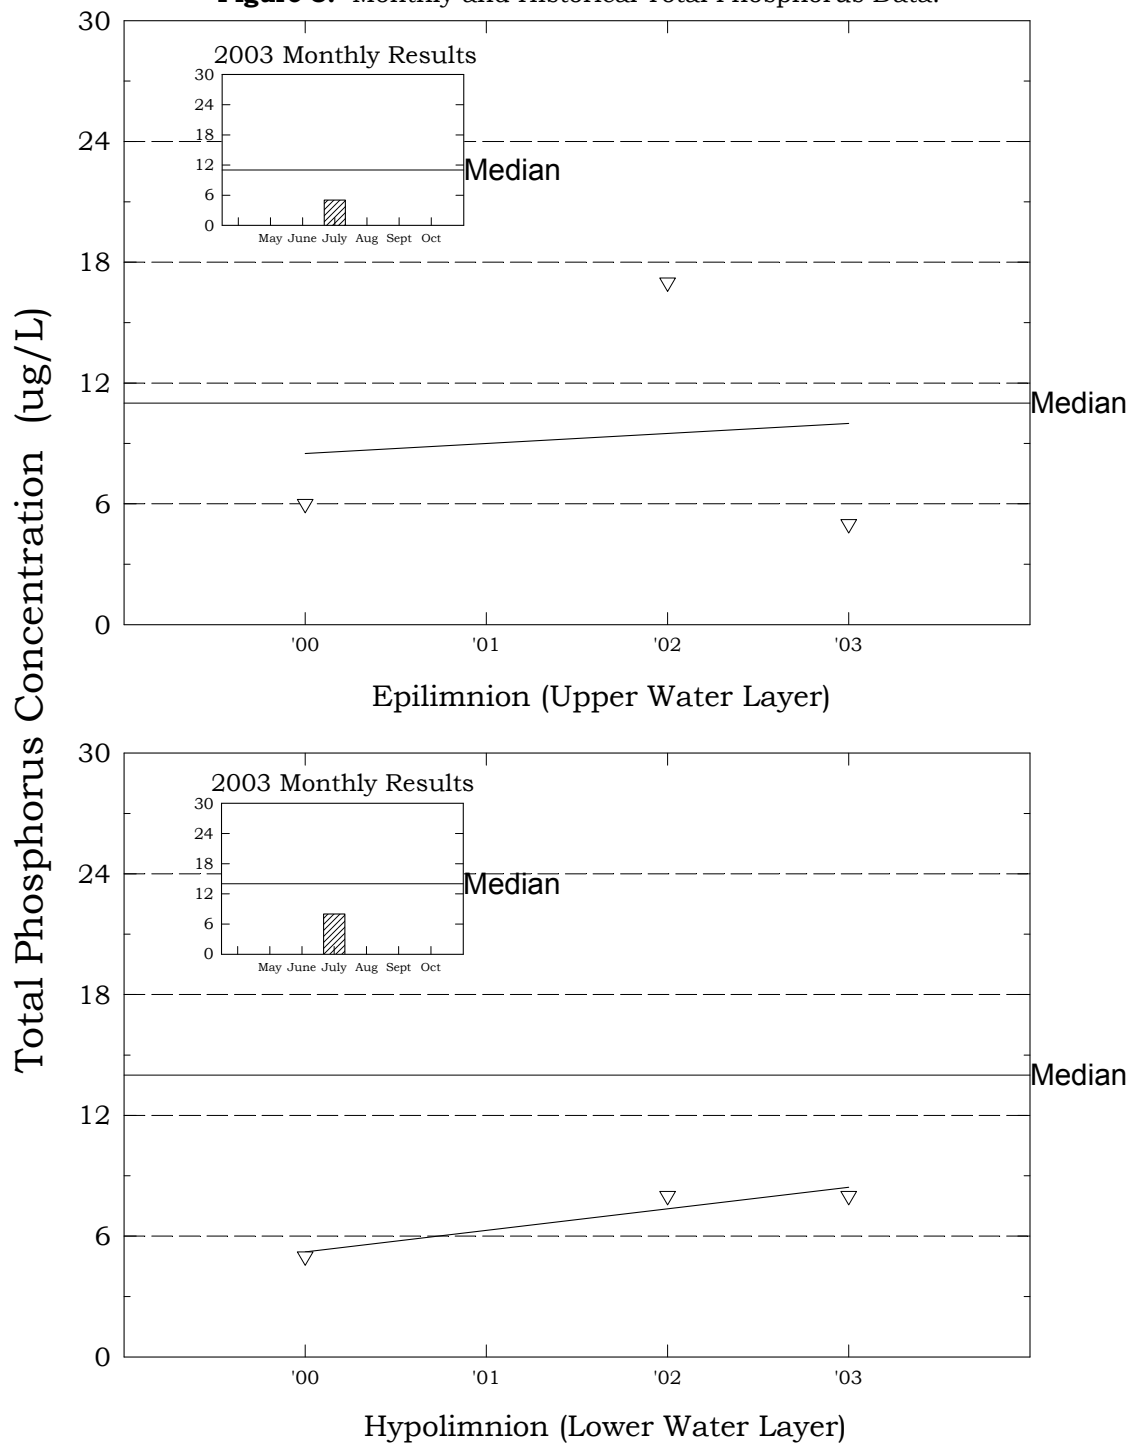 Figure 3. Monthly and Historical Total Phosphorus Data.
Total Phosphorus Concentration (ug/L)
30
24
18
12
6
0
2003 Monthly Results
30
24
18
12
6
0
May June July Aug Sept Oct
Median
Median
'00 '01 '02 '03
Epilimnion (Upper Water Layer)
30
24
18
12
6
0
2003 Monthly Results
30
24
18
12
6
0
May June July Aug Sept Oct
Median
Median
'00 '01 '02 '03
Hypolimnion (Lower Water Layer)